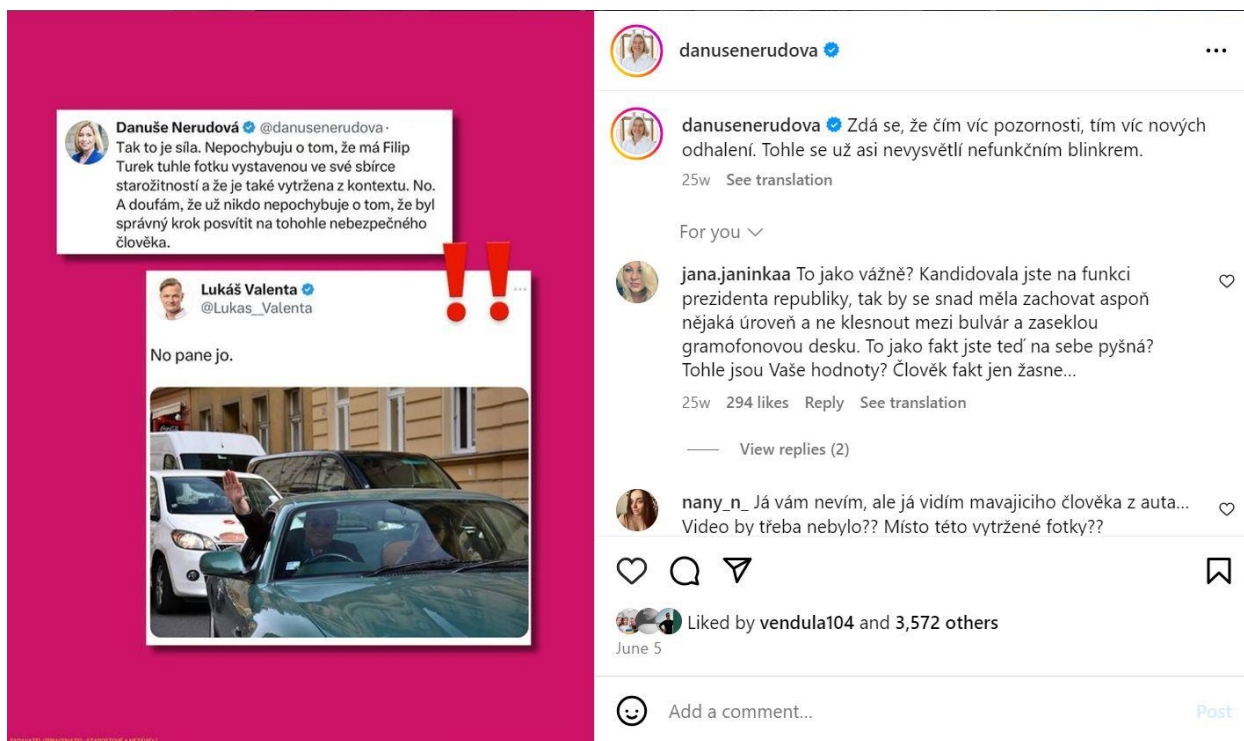 Danuše Nerudová @danusenerudova ·
Tak to je síla. Nepochybuju o tom, že má Filip
Turek tuhle fotku vystavenou ve své sbírce
starožitností a že je také vytržena z kontextu. No.
A doufám, že už nikdo nepochybuje o tom, že byl
správný krok posvítit na tohohle nebezpečného
člověka.
Lukáš Valenta
@Lukas__Valenta
No pane jo.
danusenerudova
danusenerudova Zdá se, že čím víc pozornosti, tím víc nových
odhalení. Tohle se už asi nevysvětlí nefunkčním blinkrem.
25w See translation
For you
jana.janinkaa To jako vážně? Kandidovala jste na funkci
prezidenta republiky, tak by se snad měla zachovat aspoň
nějaká úroveň a ne klesnout mezi bulvár a zaseklou
gramofonovou desku. To jako fakt jste teď na sebe pyšná?
Tohle jsou Vaše hodnoty? Člověk fakt jen žasne...
25w 294 likes Reply See translation
View replies (2)
nany_n_ Já vám nevím, ale já vidím mavajiciho člověka z auta...
Video by třeba nebylo?? Místo této vytržené fotky??
Liked by vendula104 and 3,572 others
June 5
Add a comment...
Post